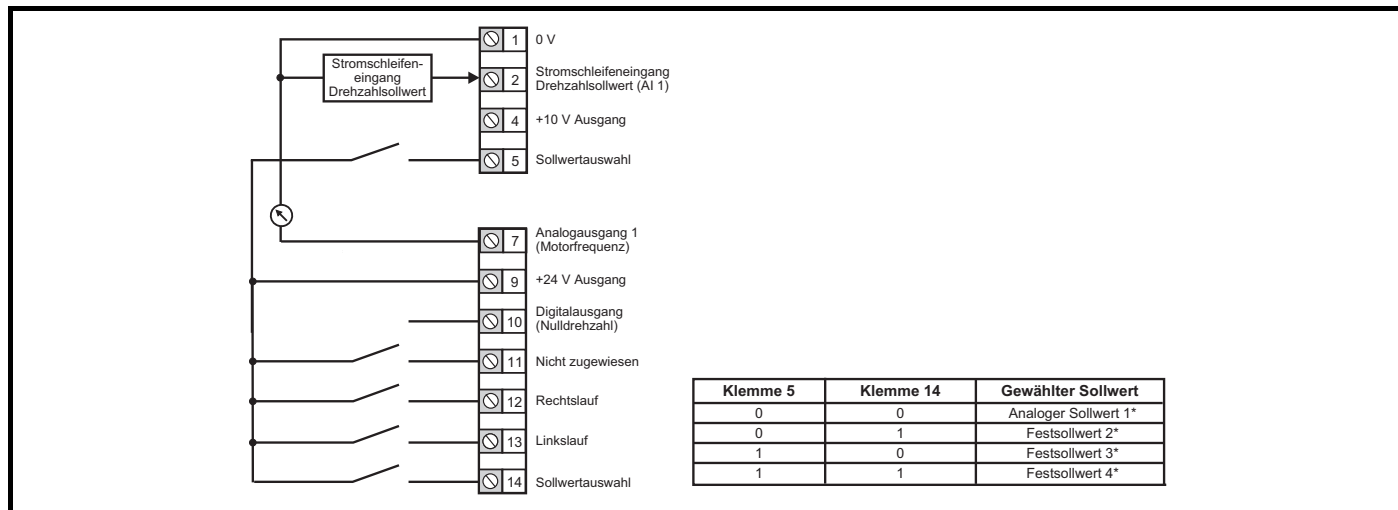 1 0 V
Stromschleifen-
eingang
Drehzahlsollwert
2 Stromschleifeneingang
Drehzahlsollwert (AI 1)
4 +10 V Ausgang
5 Sollwertauswahl
7 Analogausgang 1
(Motorfrequenz)
9 +24 V Ausgang
10 Digitalausgang
(Nulldrehzahl)
11 Nicht zugewiesen
12 Rechtslauf
13 Linkslauf
14 Sollwertauswahl
Klemme 5 Klemme 14 Gewählter Sollwert
0 0 Analoger Sollwert 1*
0 1 Festsollwert 2*
1 0 Festsollwert 3*
1 1 Festsollwert 4*